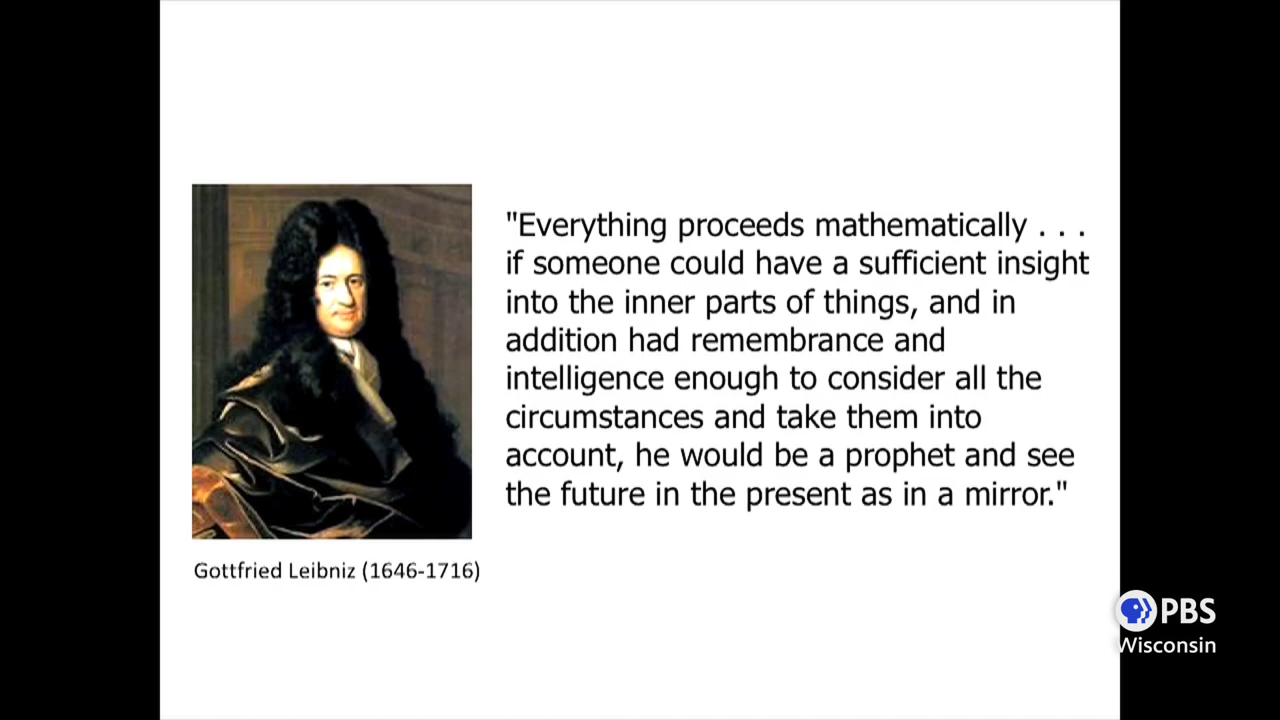 "Everything proceeds mathematically . . .
if someone could have a sufficient insight
into the inner parts of things, and in
addition had remembrance and
intelligence enough to consider all the
circumstances and take them into
account, he would be a prophet and see
the future in the present as in a mirror."
Gottfried Leibniz (1646-1716)
PBS
Wisconsin